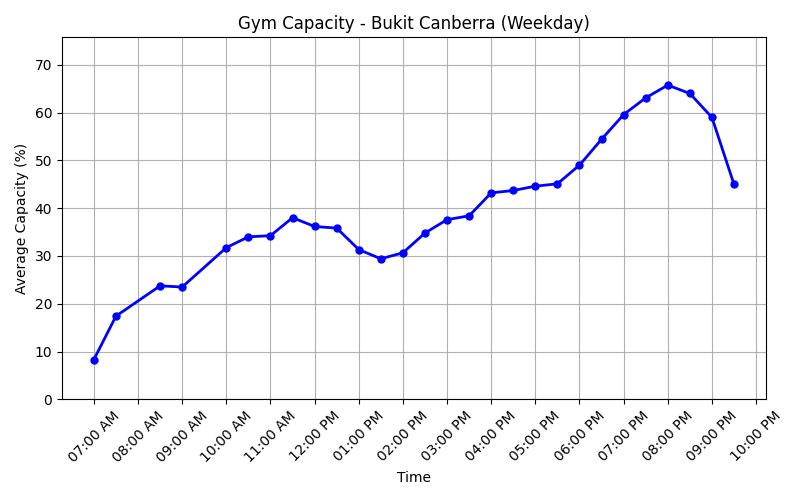 Gym Capacity - Bukit Canberra (Weekday)
Average Capacity (%)
70
60
50
40
30
20
10
0
07:00 AM
08:00 AM
09:00 AM
10:00 AM
11:00 AM
12:00 PM
01:00 PM
02:00 PM
03:00 PM
04:00 PM
05:00 PM
06:00 PM
07:00 PM
08:00 PM
09:00 PM
10:00 PM
Time